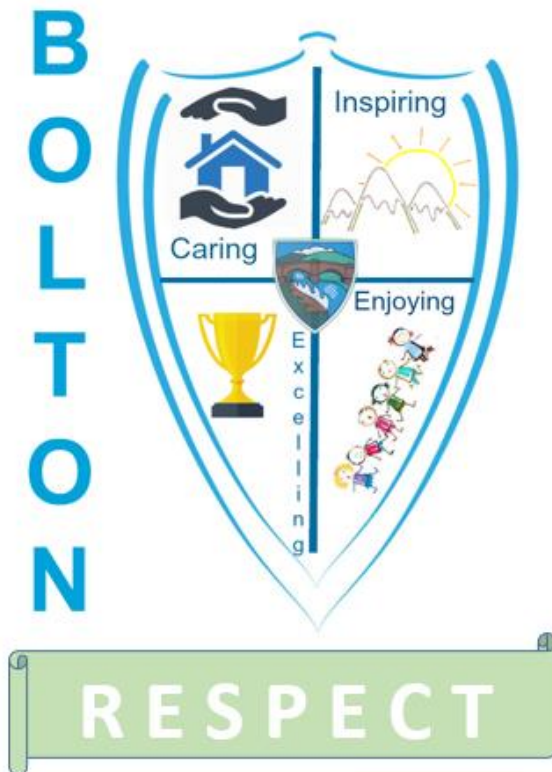 BOLTON
Inspiring
Caring
Enjoying
Excelling
RESPECT